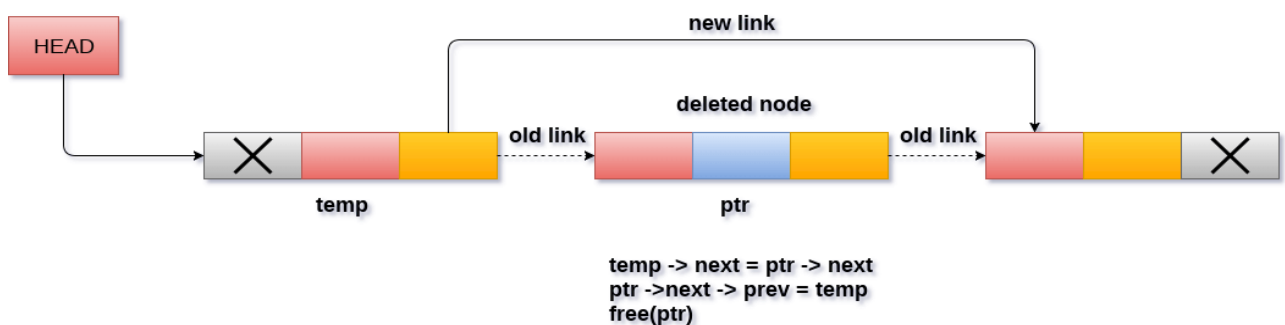 new link
HEAD
deleted node
old link
old link
temp
ptr
temp -> next = ptr -> next
ptr ->next -> prev = temp
free(ptr)